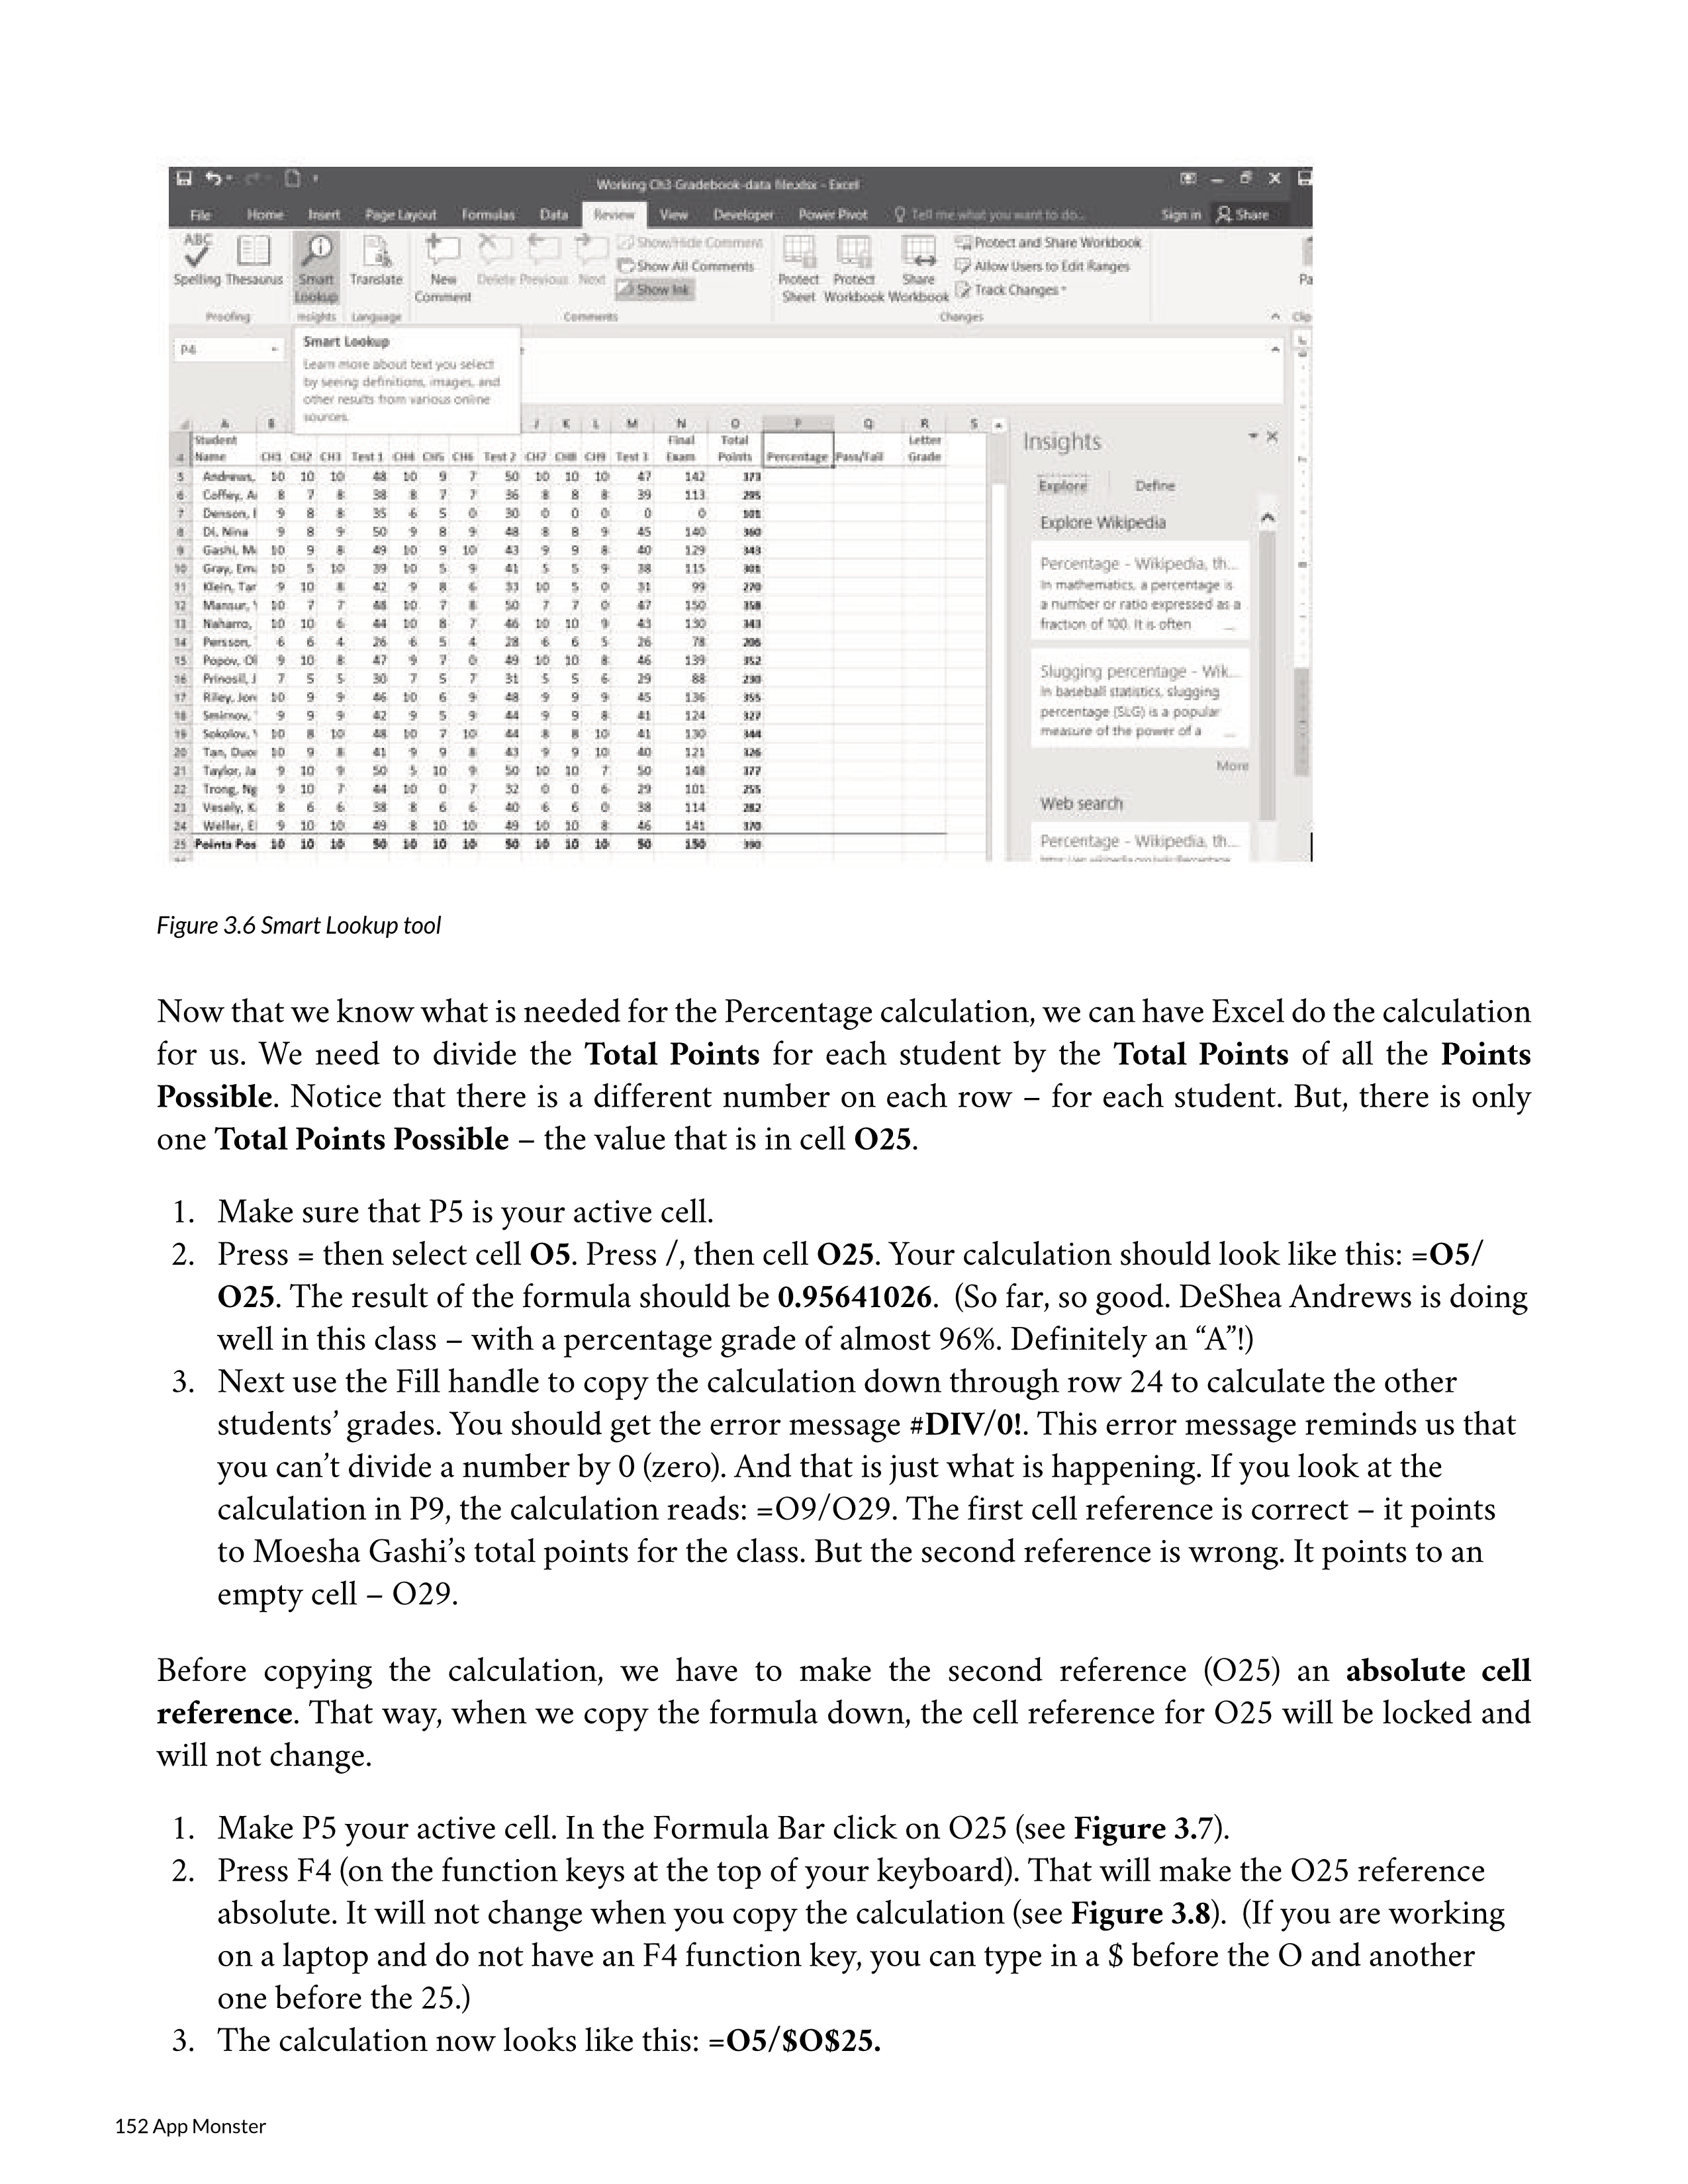 Working Ch3 Gradebook-data file.xlsx - Excel
File Home Insert Page Layout Formulas Data Review View Developer Power Pivot Tell me what you want to do... Sign in Share
ABC
Spelling Thesaurus Smart Lookup Translate New Comment Delete Previous Next
Show/Hide Comment
Show All Comments
Show Ink
Protect Sheet Protect Workbook Share Workbook
Protect and Share Workbook
Allow Users to Edit Ranges
Track Changes
Proofing Insights Language Comments Changes
P4
Smart Lookup
Learn more about text you select
by seeing definitions, images, and
other results from various online
sources.
A B J K L M N O P Q R S
4 Student Name CH1 CH2 CH3 Test 1 CH4 CH5 CH6 Test 2 CH7 CH8 CH9 Test 3 Final Exam Total Points Percentage Pass/Fail Letter Grade
5 Andrews, 10 10 10 48 10 9 7 50 10 10 10 47 142 373
6 Coffey, A 8 7 8 38 8 7 7 36 8 8 8 39 113 295
7 Denson, 9 8 8 35 6 5 0 30 0 0 0 0 0 101
8 Di, Nina 9 8 9 50 9 8 9 48 8 8 9 45 140 360
9 Gashi, M 10 9 8 49 10 9 10 43 9 9 8 40 129 343
10 Gray, Em 10 5 10 39 10 5 9 41 5 5 9 38 115 301
11 Klein, Tar 9 10 8 42 9 8 6 33 10 5 0 31 99 270
12 Mansur, 10 7 7 48 10 7 8 50 7 7 0 47 150 358
13 Naharro, 10 10 6 44 10 8 7 46 10 10 9 43 130 343
14 Persson, 6 6 4 26 6 5 4 28 6 6 5 26 78 206
15 Popov, Ol 9 10 8 47 9 7 0 49 10 10 8 46 139 352
16 Prinosil, J 7 5 5 30 7 5 7 31 5 5 6 29 88 230
17 Riley, Jon 10 9 9 46 10 6 9 48 9 9 9 45 136 355
18 Smirnov, 9 9 9 42 9 5 9 44 9 9 8 41 124 327
19 Sokolov, 10 8 10 48 10 7 10 44 8 8 10 41 130 344
20 Tan, Duo 10 9 8 41 9 9 8 43 9 9 10 40 121 326
21 Taylor, Ja 9 10 9 50 5 10 9 50 10 10 7 50 148 377
22 Trong, Ng 9 10 7 44 10 0 7 32 0 0 6 29 101 255
23 Vesely, K 8 6 6 38 8 6 6 40 6 6 0 38 114 282
24 Weller, E 9 10 10 49 8 10 10 49 10 10 8 46 141 370
25 Points Pos 10 10 10 50 10 10 10 50 10 10 10 50 150 390
Insights
Explore Define
Explore Wikipedia
Percentage - Wikipedia, th...
In mathematics, a percentage is
a number or ratio expressed as a
fraction of 100. It is often ...
Slugging percentage - Wik...
In baseball statistics, slugging
percentage (SLG) is a popular
measure of the power of a ...
More
Web search
Percentage - Wikipedia, th...
Figure 3.6 Smart Lookup tool
Now that we know what is needed for the Percentage calculation, we can have Excel do the calculation
for us. We need to divide the Total Points for each student by the Total Points of all the Points
Possible. Notice that there is a different number on each row – for each student. But, there is only
one Total Points Possible – the value that is in cell O25.
1. Make sure that P5 is your active cell.
2. Press = then select cell O5. Press /, then cell O25. Your calculation should look like this: =O5/
O25. The result of the formula should be 0.95641026. (So far, so good. DeShea Andrews is doing
well in this class – with a percentage grade of almost 96%. Definitely an “A”!)
3. Next use the Fill handle to copy the calculation down through row 24 to calculate the other
students’ grades. You should get the error message #DIV/0!. This error message reminds us that
you can’t divide a number by 0 (zero). And that is just what is happening. If you look at the
calculation in P9, the calculation reads: =O9/O29. The first cell reference is correct – it points
to Moesha Gashi’s total points for the class. But the second reference is wrong. It points to an
empty cell – O29.
Before copying the calculation, we have to make the second reference (O25) an absolute cell
reference. That way, when we copy the formula down, the cell reference for O25 will be locked and
will not change.
1. Make P5 your active cell. In the Formula Bar click on O25 (see Figure 3.7).
2. Press F4 (on the function keys at the top of your keyboard). That will make the O25 reference
absolute. It will not change when you copy the calculation (see Figure 3.8). (If you are working
on a laptop and do not have an F4 function key, you can type in a $ before the O and another
one before the 25.)
3. The calculation now looks like this: =O5/$O$25.
152 App Monster